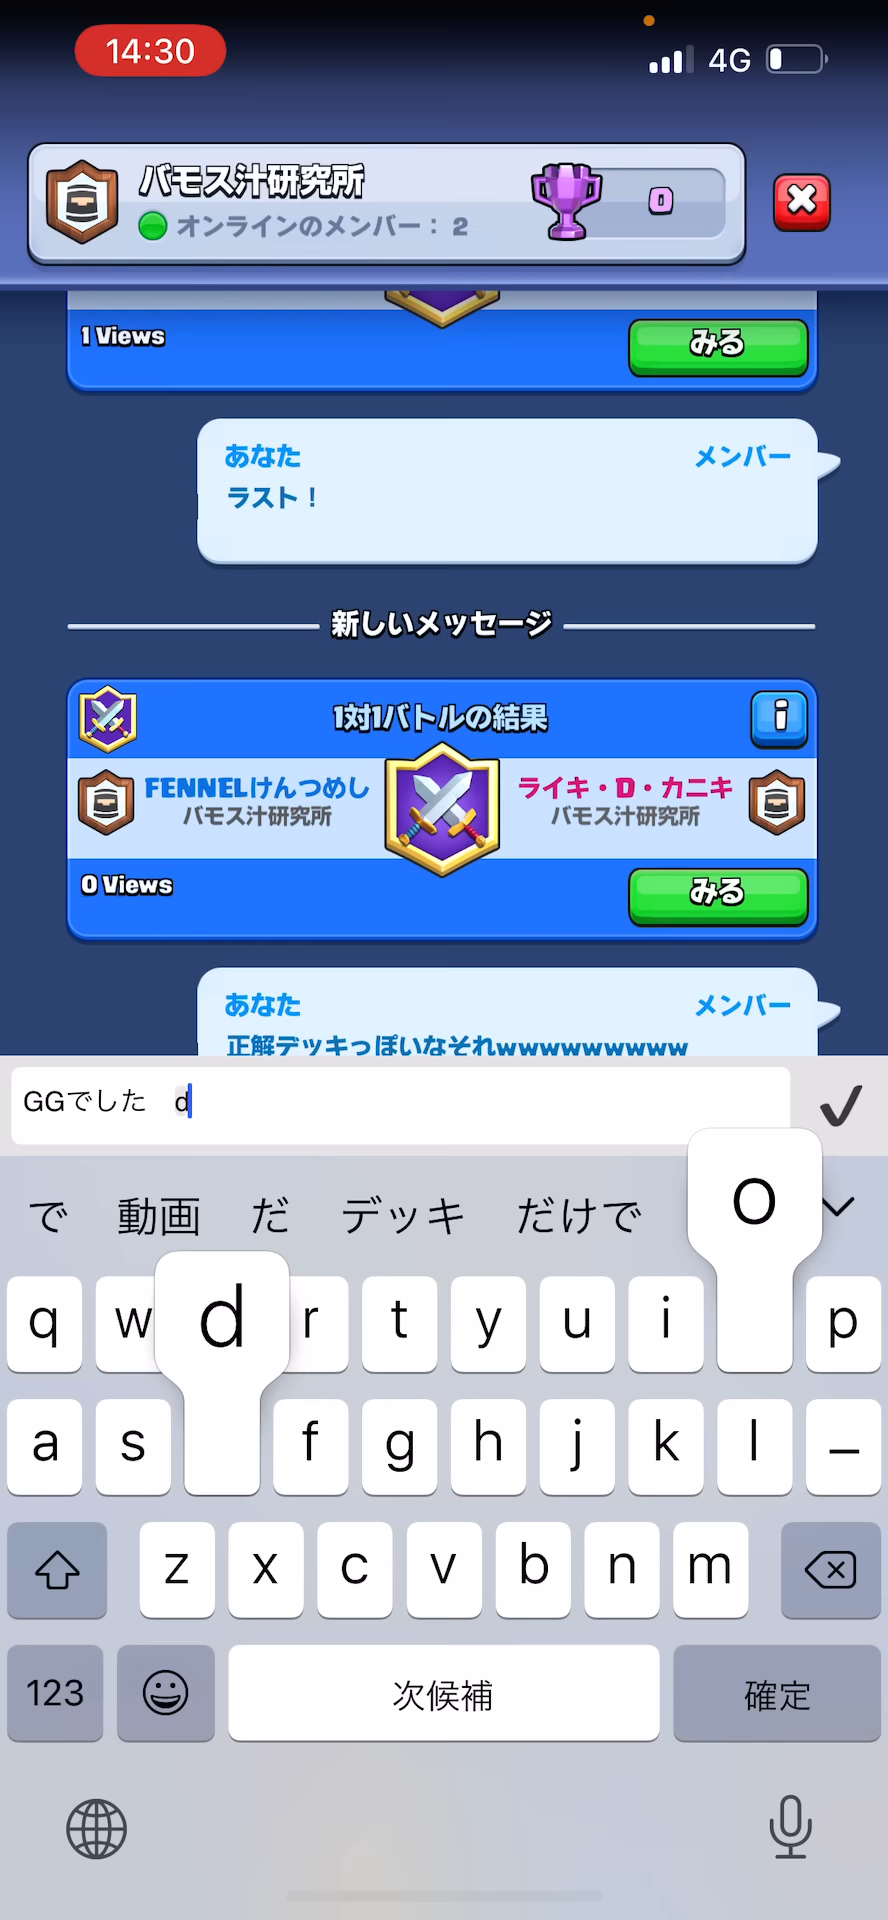 14:30
4G
バモス汁研究所
オンラインのメンバー： 2
0
1 Views
みる
あなた
メンバー
ラスト！
新しいメッセージ
1対1バトルの結果
i
FENNELけんつめし
バモス汁研究所
ライキ・D・カニキ
バモス汁研究所
0 Views
みる
あなた
メンバー
正解デッキっぽいなそれwwwwwwwww
GGでした　d
で 動画 だ デッキ だけで
q w r t y u i o p
a s d f g h j k l ー
z x c v b n m
123 次候補 確定